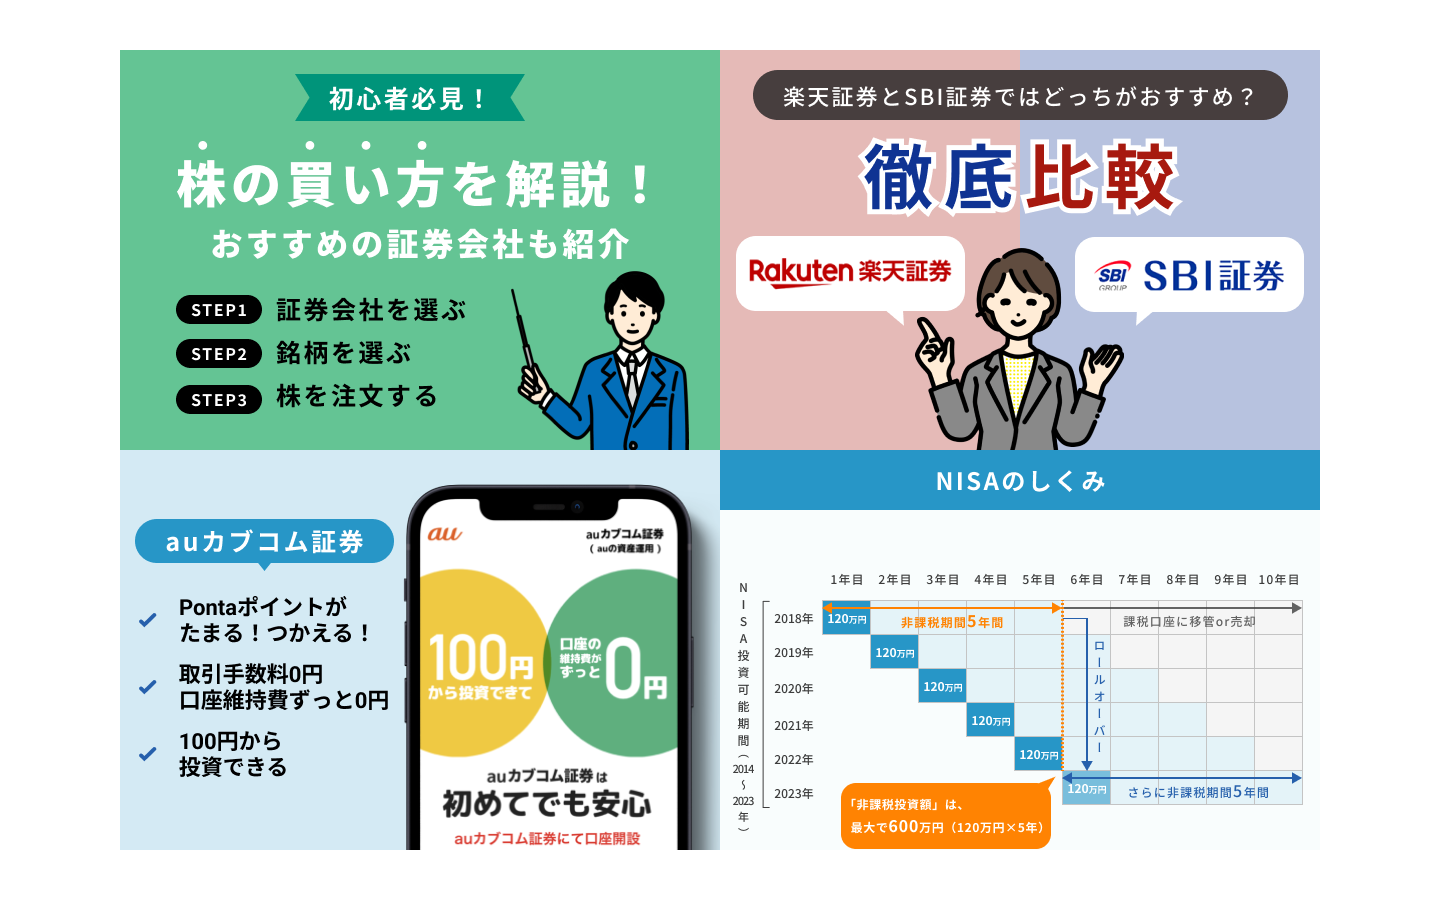 初心者必見！
株の買い方を解説！
おすすめの証券会社も紹介
STEP1 証券会社を選ぶ
STEP2 銘柄を選ぶ
STEP3 株を注文する
楽天証券とSBI証券ではどっちがおすすめ？
徹底比較
Rakuten 楽天証券
SBI GROUP SBI証券
auカブコム証券
Pontaポイントが
たまる！つかえる！
取引手数料0円
口座維持費ずっと0円
100円から
投資できる
au
auカブコム証券
( auの資産運用 )
100円
から投資できて
口座の
維持費が
ずっと
0円
auカブコム証券は
初めてでも安心
auカブコム証券にて口座開設
NISAのしくみ
1年目 2年目 3年目 4年目 5年目 6年目 7年目 8年目 9年目 10年目
NISA投資可能期間（2014～2023年）
2018年 120万円 非課税期間5年間 課税口座に移管or売却
2019年 120万円
2020年 120万円
2021年 120万円
2022年 120万円
2023年 120万円 さらに非課税期間5年間
ロールオーバー
「非課税投資額」は、
最大で600万円（120万円×5年）